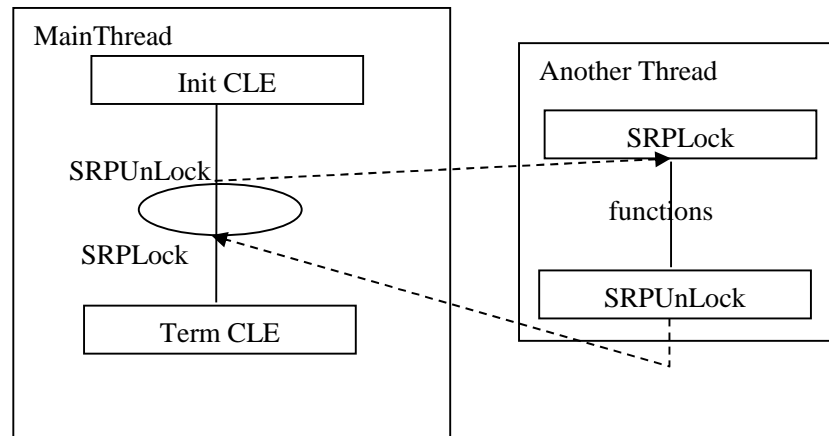 MainThread
Init CLE
SRPUnLock
SRPLock
Term CLE
Another Thread
SRPLock
functions
SRPUnLock